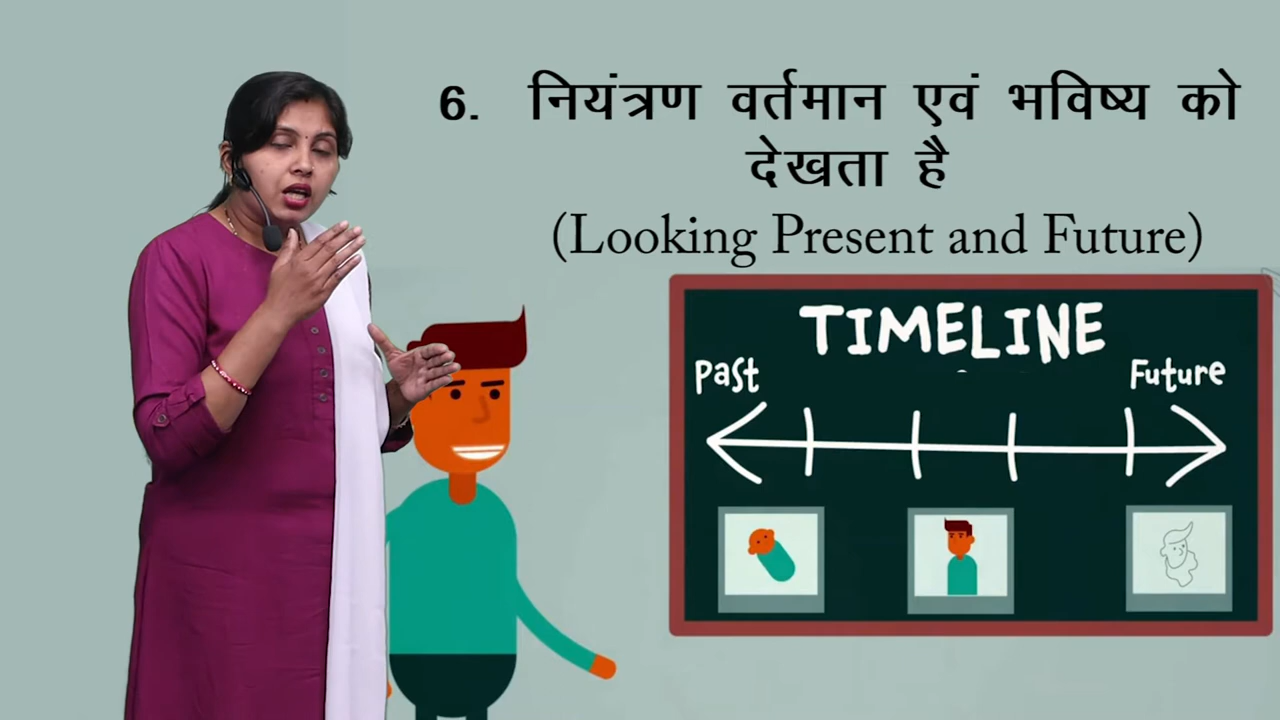 6. नियंत्रण वर्तमान एवं भविष्य को
देखता है
(Looking Present and Future)
TIMELINE
Past Future